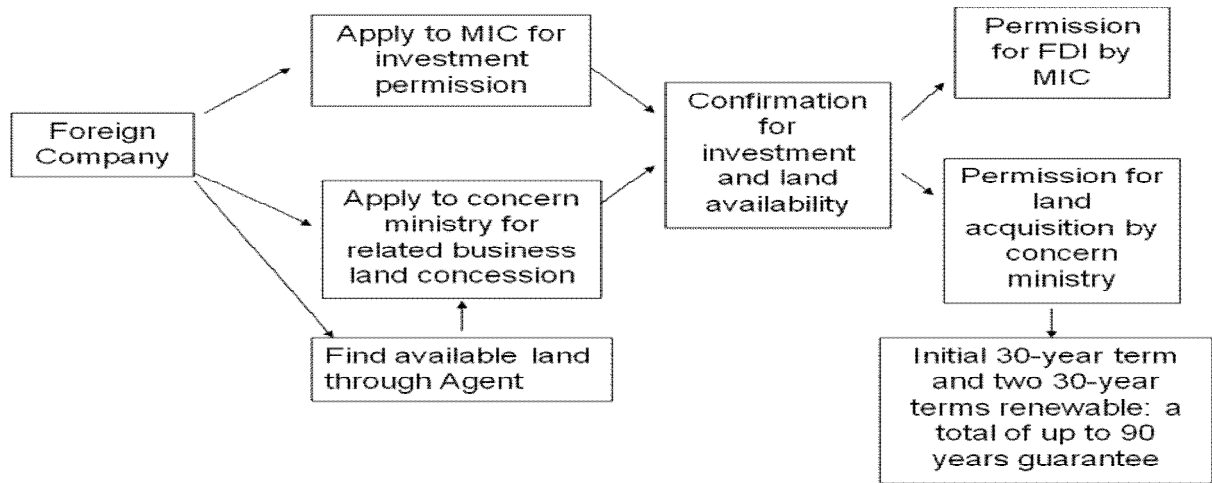 Foreign
Company
Apply to MIC for
investment
permission
Apply to concern
ministry for
related business
land concession
Find available land
through Agent
Confirmation
for
investment
and land
availability
Permission
for FDI by
MIC
Permission for
land
acquisition by
concern
ministry
Initial 30-year term
and two 30-year
terms renewable: a
total of up to 90
years guarantee